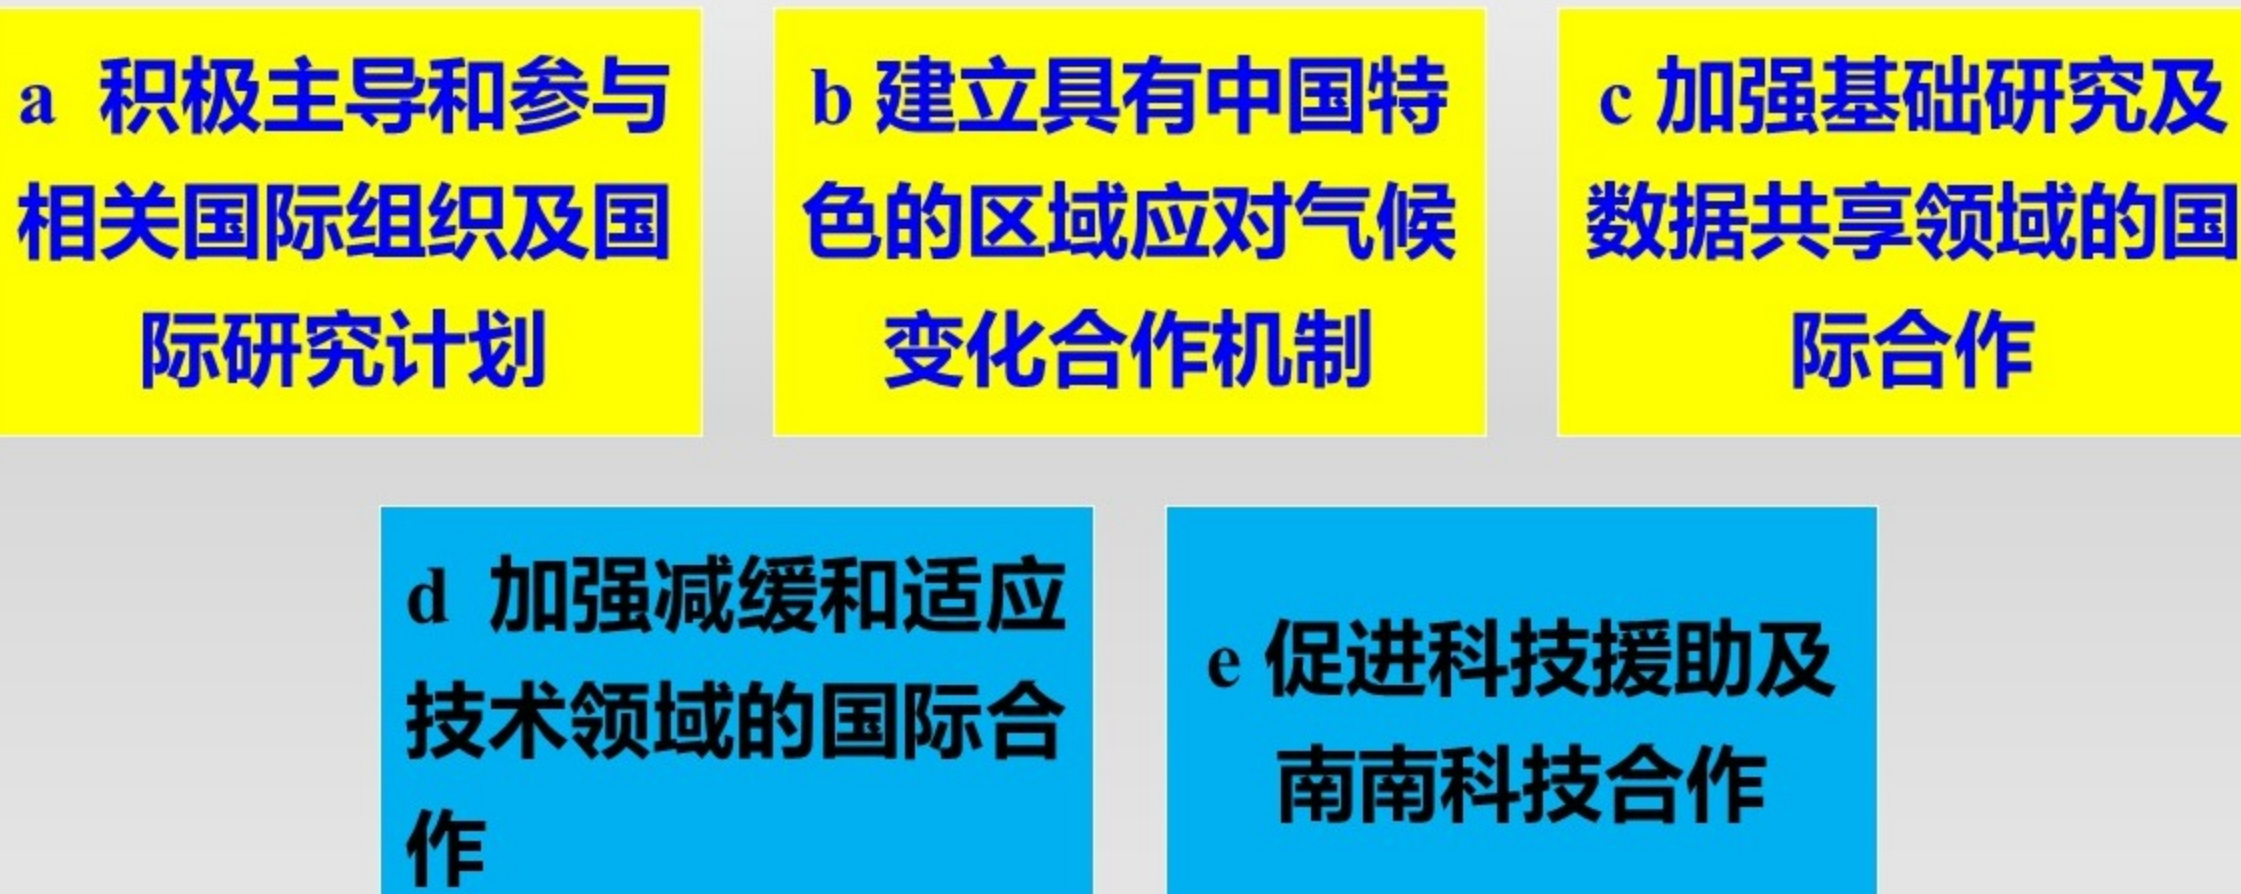 a 积极主导和参与
相关国际组织及国
际研究计划
b 建立具有中国特
色的区域应对气候
变化合作机制
c 加强基础研究及
数据共享领域的国
际合作
d 加强减缓和适应
技术领域的国际合
作
e 促进科技援助及
南南科技合作